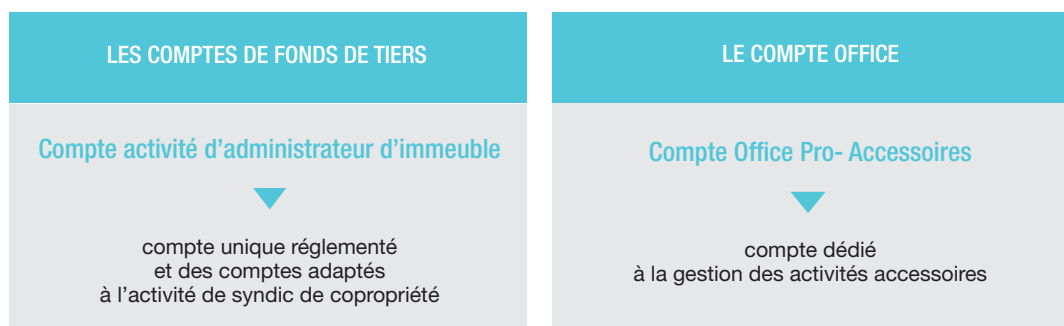 LES COMPTES DE FONDS DE TIERS
Compte activité d'administrateur d'immeuble
compte unique réglementé
et des comptes adaptés
à l'activité de syndic de copropriété
LE COMPTE OFFICE
Compte Office Pro- Accessoires
compte dédié
à la gestion des activités accessoires